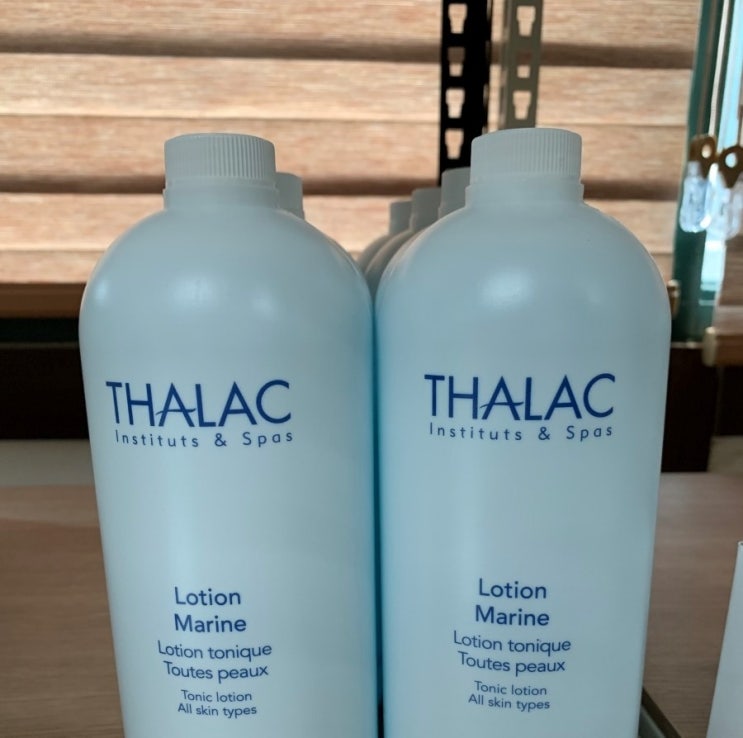 THALAC
Instituts & Spas
Lotion
Marine
Lotion tonique
Toutes peaux
Tonic lotion
All skin types
THALAC
Instituts & Spas
Lotion
Marine
Lotion tonique
Toutes peaux
Tonic lotion
All skin types